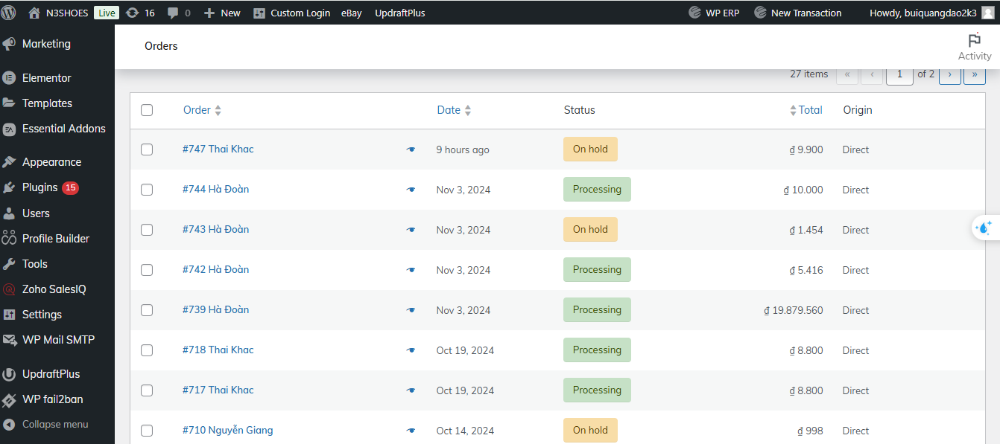 N3SHOES Live 16 0 New Custom Login eBay UpdraftPlus WP ERP New Transaction Howdy, buiquangdao2k3
Marketing
Elementor
Templates
Essential Addons
Appearance
Plugins 15
Users
Profile Builder
Tools
Zoho SalesIQ
Settings
WP Mail SMTP
UpdraftPlus
WP fail2ban
Collapse menu
Orders
Activity
27 items « ‹ 1 of 2 › »
Order Date Status Total Origin
#747 Thai Khac 9 hours ago On hold ₫ 9.900 Direct
#744 Hà Đoàn Nov 3, 2024 Processing ₫ 10.000 Direct
#743 Hà Đoàn Nov 3, 2024 On hold ₫ 1.454 Direct
#742 Hà Đoàn Nov 3, 2024 Processing ₫ 5.416 Direct
#739 Hà Đoàn Nov 3, 2024 Processing ₫ 19.879.560 Direct
#718 Thai Khac Oct 19, 2024 Processing ₫ 8.800 Direct
#717 Thai Khac Oct 19, 2024 Processing ₫ 8.800 Direct
#710 Nguyễn Giang Oct 14, 2024 On hold ₫ 998 Direct